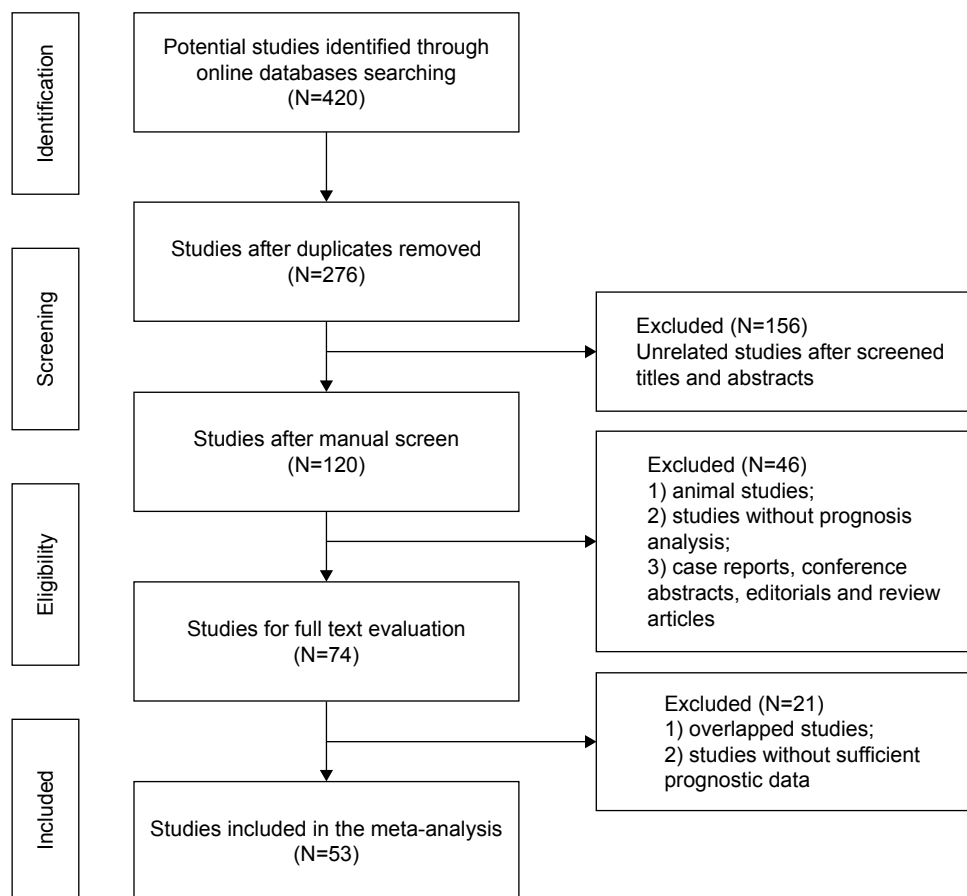 Identification
Potential studies identified through
online databases searching
(N=420)
Screening
Studies after duplicates removed
(N=276)
Excluded (N=156)
Unrelated studies after screened
titles and abstracts
Studies after manual screen
(N=120)
Eligibility
Excluded (N=46)
1) animal studies;
2) studies without prognosis
analysis;
3) case reports, conference
abstracts, editorials and review
articles
Studies for full text evaluation
(N=74)
Included
Excluded (N=21)
1) overlapped studies;
2) studies without sufficient
prognostic data
Studies included in the meta-analysis
(N=53)